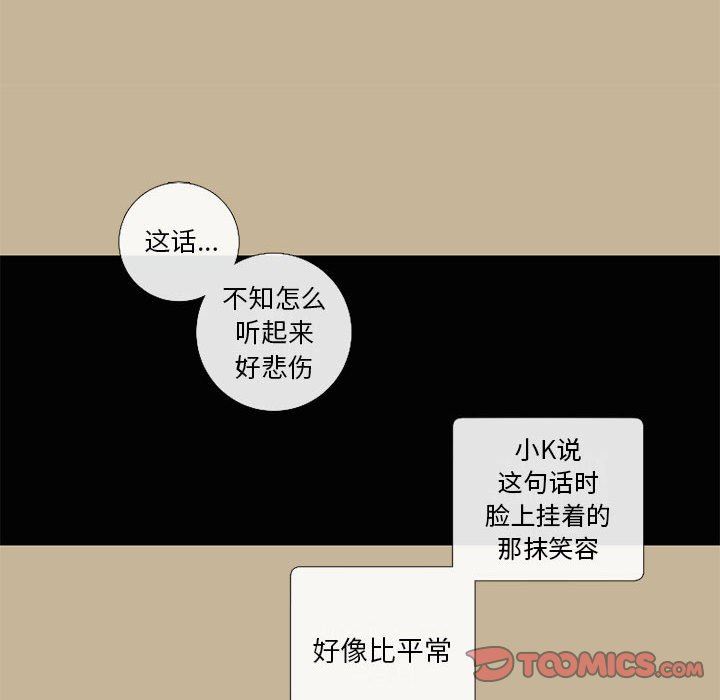 这话...
不知怎么
听起来
好悲伤
小K说
这句话时
脸上挂着的
那抹笑容
好像比平常
TOOMICS.COM